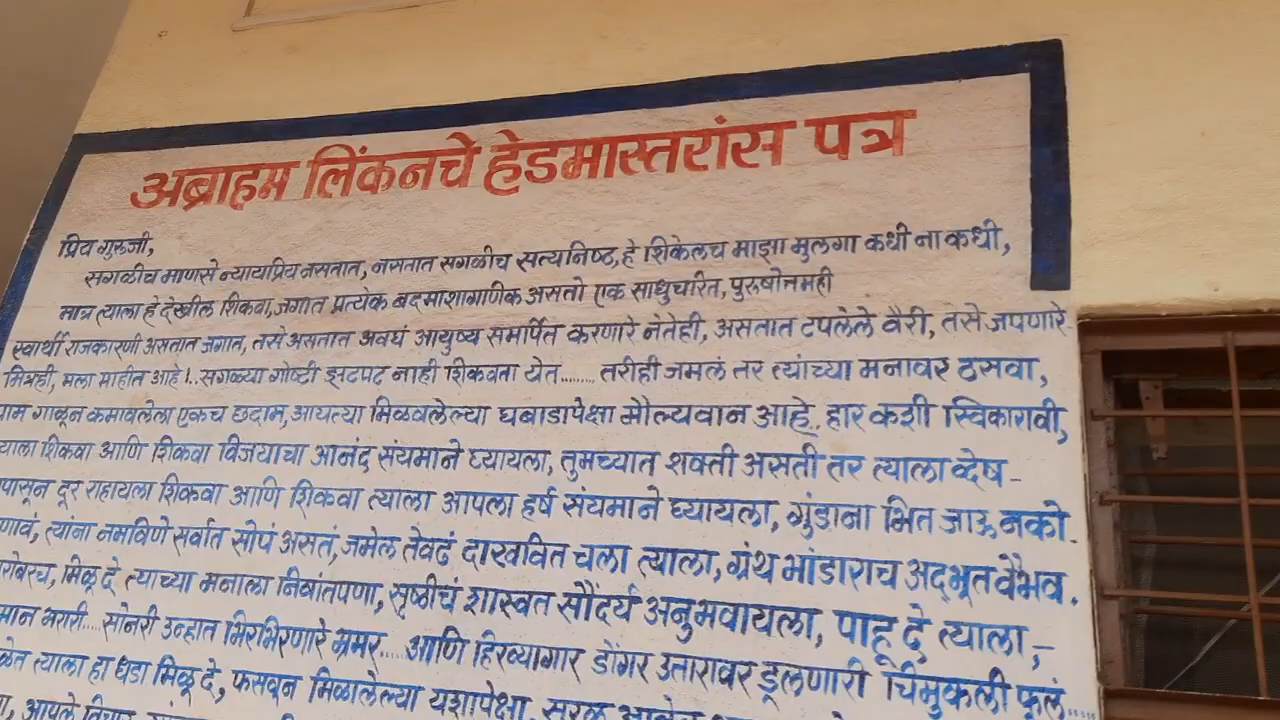 अब्राहम लिंकनचे हेडमास्तरांस पत्र
प्रिय गुरूजी,
सगळीच माणसे न्यायप्रिय नसतात, नसतात सगळीच सत्यनिष्ठ, हे शिकेलच माझा मुलगा कधी ना कधी,
मात्र त्याला हे देखील शिकवा, जगात प्रत्येक बदमाशागणिक असतो एक साधुचरित, पुरूषोत्तमही
स्वार्थी राजकारणी असतात जगात, तसे असतात अवघं आयुष्य समर्पित करणारे नेतेही, असतात टपलेले वैरी, तसे जपणारे-
मित्रही, मला माहीत आहे!.. सगळ्या गोष्टी झटपट नाही शिकवता येत......... तरीही जमलं तर त्यांच्या मनावर ठसवा,
घाम गाळून कमावलेला एकच छदाम, आयत्या मिळवलेल्या घबाडापेक्षा मौल्यवान आहे. हार कशी स्विकारावी,
त्याला शिकवा आणि शिकवा विजयाचा आनंद संयमाने घ्यायला, तुमच्यात शक्ती असती तर त्याला व्देष-
पासून दूर राहायला शिकवा आणि शिकवा त्याला आपला हर्ष संयमाने घ्यायला, गुंडाना भित जाऊ नको.
णावं, त्यांना नमविणे सर्वात सोपं असतं, जमेल तेवढं दाखवित चला त्याला, ग्रंथ भांडाराच अद्भूत वैभव.
रोबरच, मिळू दे त्याच्या मनाला निवांतपणा, सृष्ठीचं शास्वत सौंदर्य अनुभवायला, पाहू दे त्याला,-
मान भरारी..... सोनेरी उन्हात भिरभिरणारे भ्रमर..... आणि हिरव्यागार डोंगर उतारावर डूलणारी चिमुकली फूलं.....
ळेत त्याला हा धडा मिळू दे, फसवून मिळालेल्या यशापेक्षा, सरळ
आपले विचार